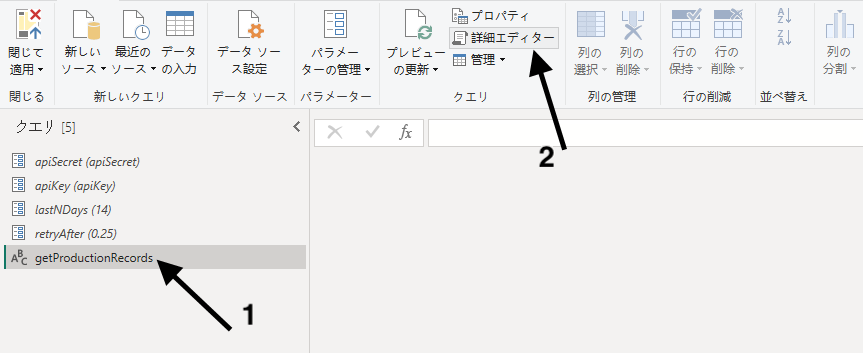 閉じて
適用
閉じる
新しい
ソース
最近の
ソース
データ
の入力
新しいクエリ
データ ソー
ス設定
データ ソース
パラメー
ターの管理
パラメーター
プレビュー
の更新
プロパティ
詳細エディター
管理
クエリ
列の
選択
列の
削除
列の管理
行の
保持
行の
削除
行の削減
A
Z
Z
A
並べ替え
列の
分割
クエリ [5]
fx
apiSecret (apiSecret)
apiKey (apiKey)
lastNDays (14)
retryAfter (0.25)
ABC getProductionRecords
1
2